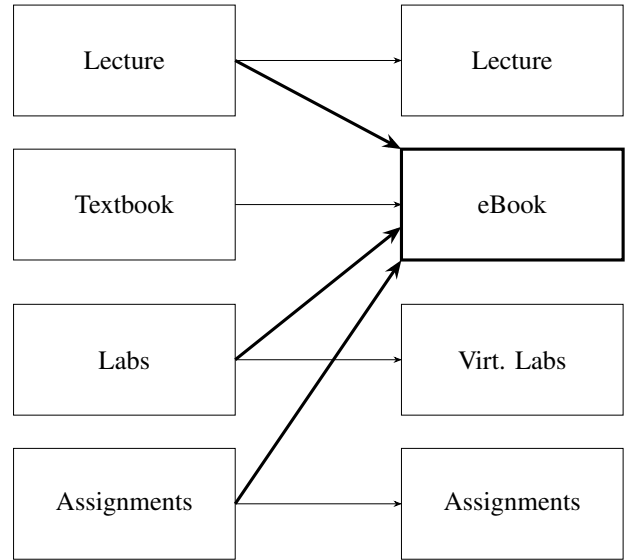 Lecture
Lecture
Textbook
eBook
Labs
Virt. Labs
Assignments
Assignments